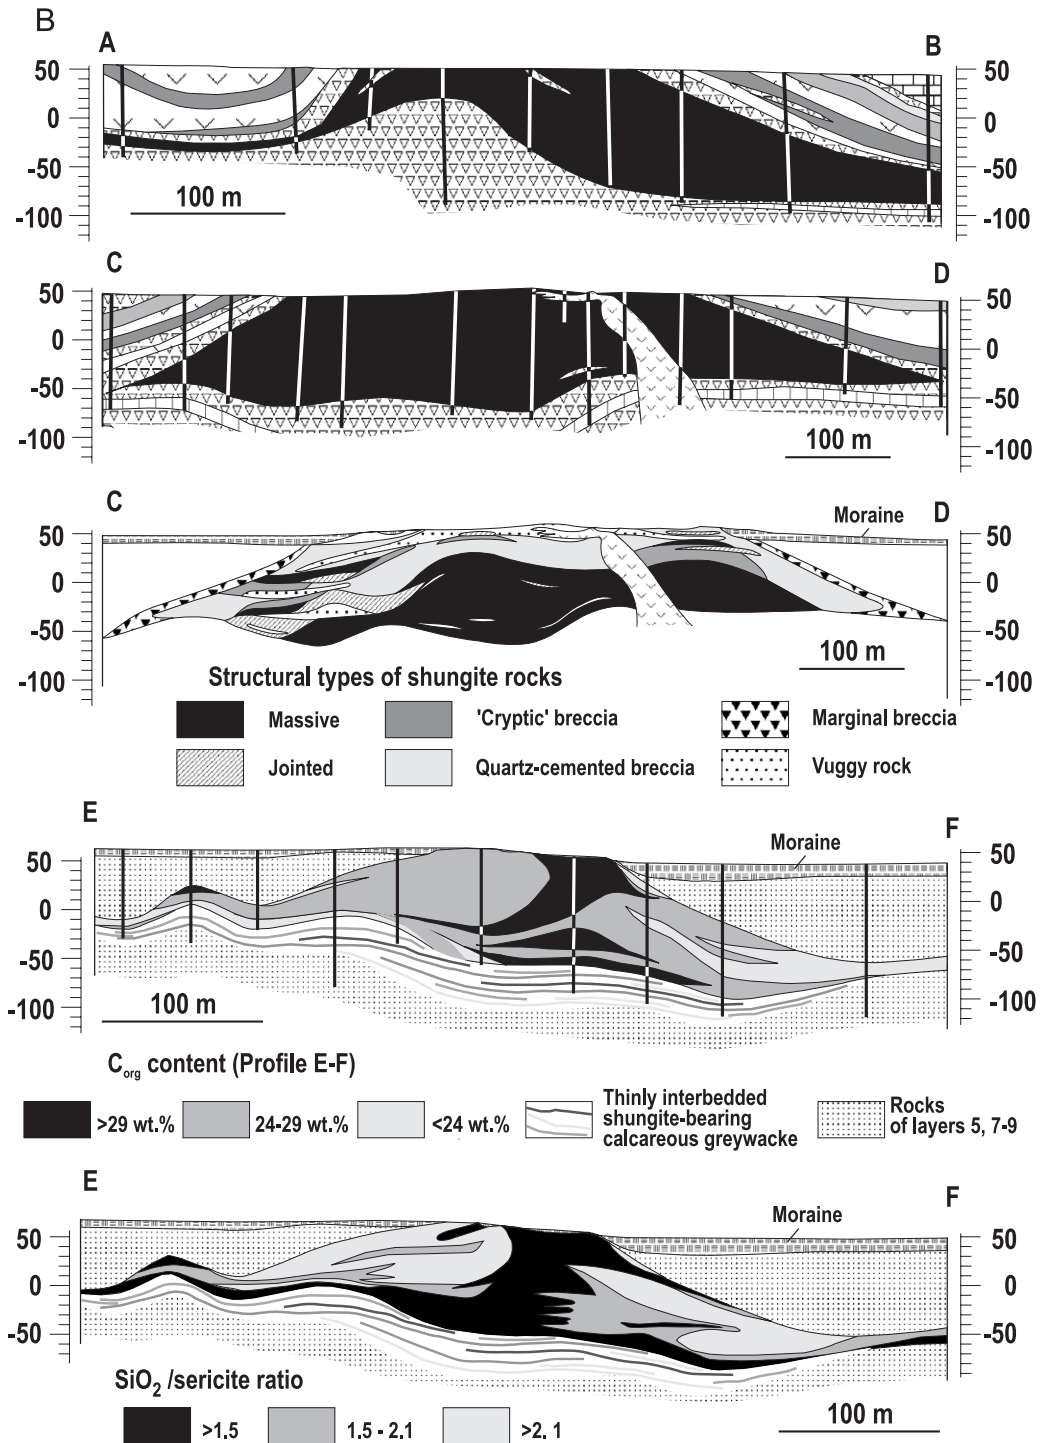 B
A B
50 50
0 0
-50 -50
-100 -100
100 m
C D
50 50
0 0
-50 -50
-100 -100
100 m
C D
Moraine
50 50
0 0
-50 -50
-100 -100
100 m
Structural types of shungite rocks
Massive 'Cryptic' breccia Marginal breccia
Jointed Quartz-cemented breccia Vuggy rock
E F
Moraine
50 50
0 0
-50 -50
-100 -100
100 m
Corg content (Profile E-F)
>29 wt.% 24-29 wt.% <24 wt.%
Thinly interbedded
shungite-bearing
calcareous greywacke
Rocks
of layers 5, 7-9
E F
Moraine
50 50
0 0
-50 -50
SiO2 /sericite ratio
>1,5 1,5 - 2,1 >2, 1
100 m